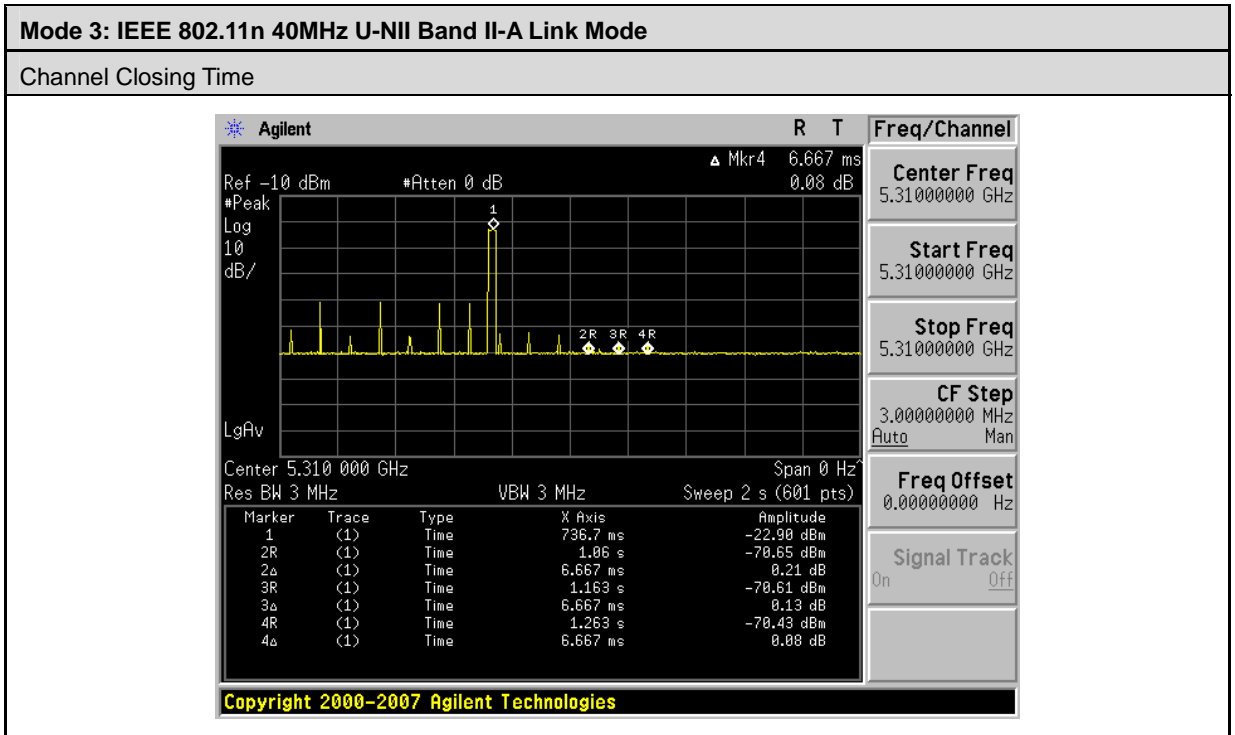 Mode 3: IEEE 802.11n 40MHz U-NII Band II-A Link Mode
Channel Closing Time
Agilent R T Freq/Channel
Δ Mkr4 6.667 ms
Ref -10 dBm #Atten 0 dB 0.08 dB
#Peak
Log
10
dB/
1
2R 3R 4R
LgAv
Center 5.310 000 GHz Span 0 Hz^
Res BW 3 MHz VBW 3 MHz Sweep 2 s (601 pts)
Marker Trace Type X Axis Amplitude
1 (1) Time 736.7 ms -22.90 dBm
2R (1) Time 1.06 s -70.65 dBm
2Δ (1) Time 6.667 ms 0.21 dB
3R (1) Time 1.163 s -70.61 dBm
3Δ (1) Time 6.667 ms 0.13 dB
4R (1) Time 1.263 s -70.43 dBm
4Δ (1) Time 6.667 ms 0.08 dB
Center Freq
5.31000000 GHz
Start Freq
5.31000000 GHz
Stop Freq
5.31000000 GHz
CF Step
3.00000000 MHz
Auto Man
Freq Offset
0.00000000 Hz
Signal Track
On Off
Copyright 2000-2007 Agilent Technologies